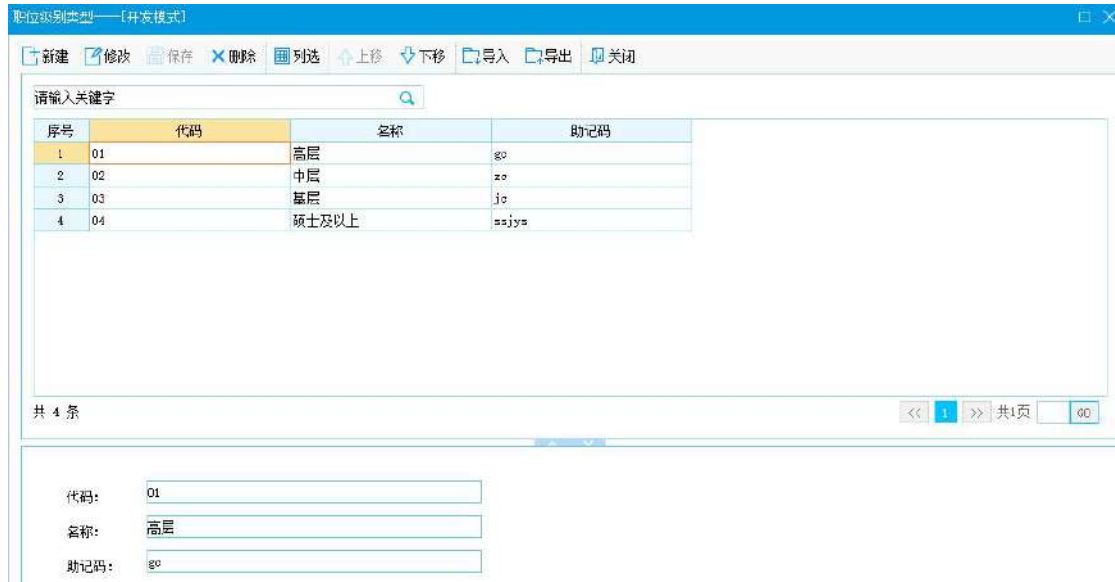 职位级别类型——[开发模式]
新建 修改 保存 删除 列选 上移 下移 导入 导出 关闭
请输入关键字
序号 代码 名称 助记码
1 01 高层 gc
2 02 中层 zc
3 03 基层 jc
4 04 硕士及以上 ssjys
共 4 条 << 1 >> 共1页 GO
代码: 01
名称: 高层
助记码: gc